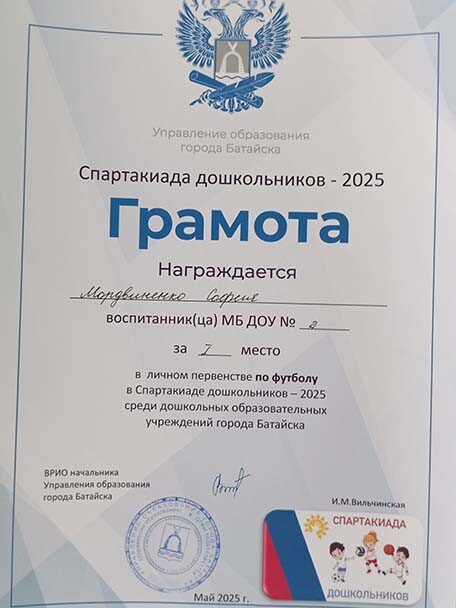 Управление образования
города Батайска
Спартакиада дошкольников - 2025
Грамота
Награждается
Мордвиненко София
воспитанник(ца) МБ ДОУ № 2
за I место
в личном первенстве по футболу
в Спартакиаде дошкольников – 2025
среди дошкольных образовательных
учреждений города Батайска
ВРИО начальника
Управления образования
города Батайска
И.М.Вильчинская
СПАРТАКИАДА
ДОШКОЛЬНИКОВ
Май 2025 г.